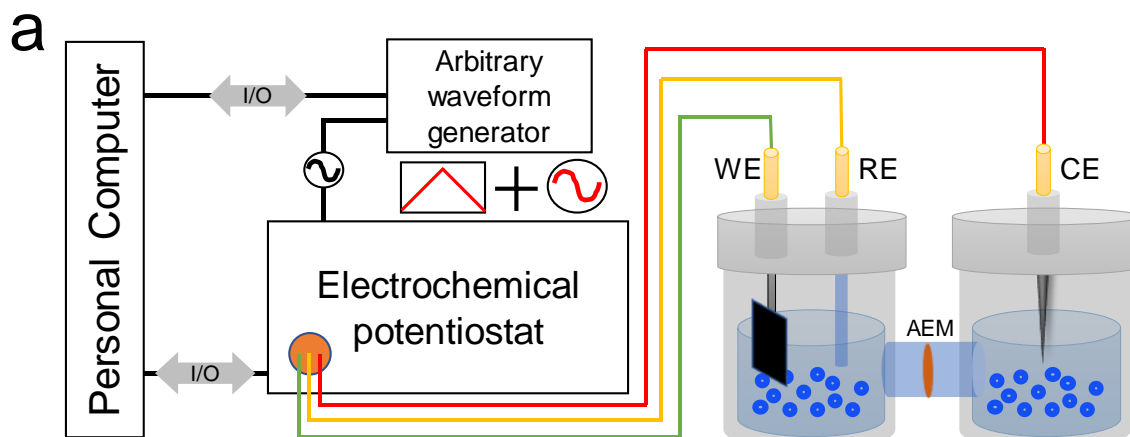 a
Personal Computer
I/O
Arbitrary
waveform
generator
WE
RE
CE
Electrochemical
potentiostat
AEM
I/O